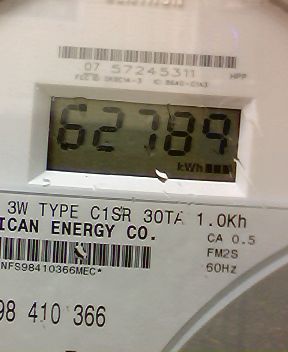 07 57245311 HPP
62789
kWh
3W TYPE C1SR 30TA 1.0Kh
ICAN ENERGY CO.
CA 0.5
FM2S
60Hz
NFS98410366MEC*
98 410 366